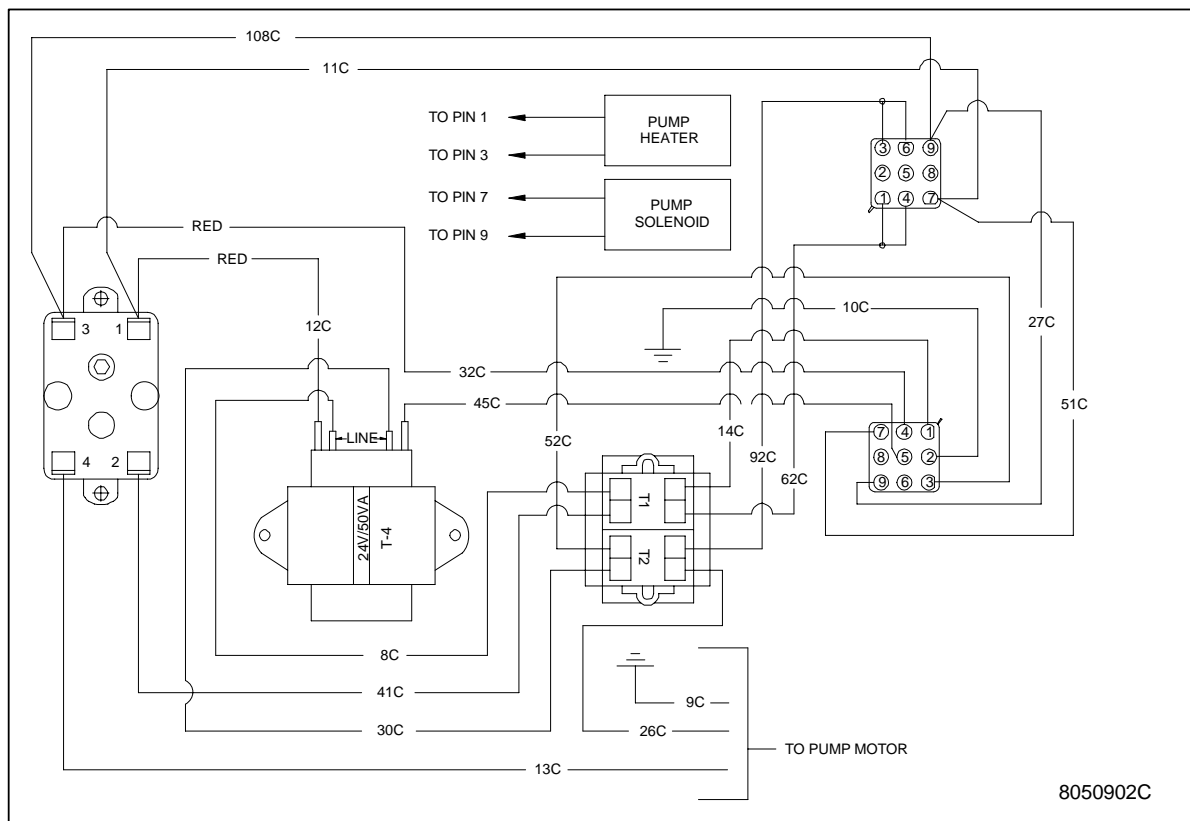 108C
11C
TO PIN 1
PUMP
HEATER
TO PIN 3
3 6 9
2 5 8
1 4 7
TO PIN 7
PUMP
SOLENOID
TO PIN 9
RED
RED
10C
3 1
12C
27C
32C
45C
51C
LINE
52C
14C
92C
62C
7 4 1
8 5 2
9 6 3
4 2
24V/50VA
T-4
T1
T2
8C
41C
9C
30C
26C
TO PUMP MOTOR
13C
8050902C